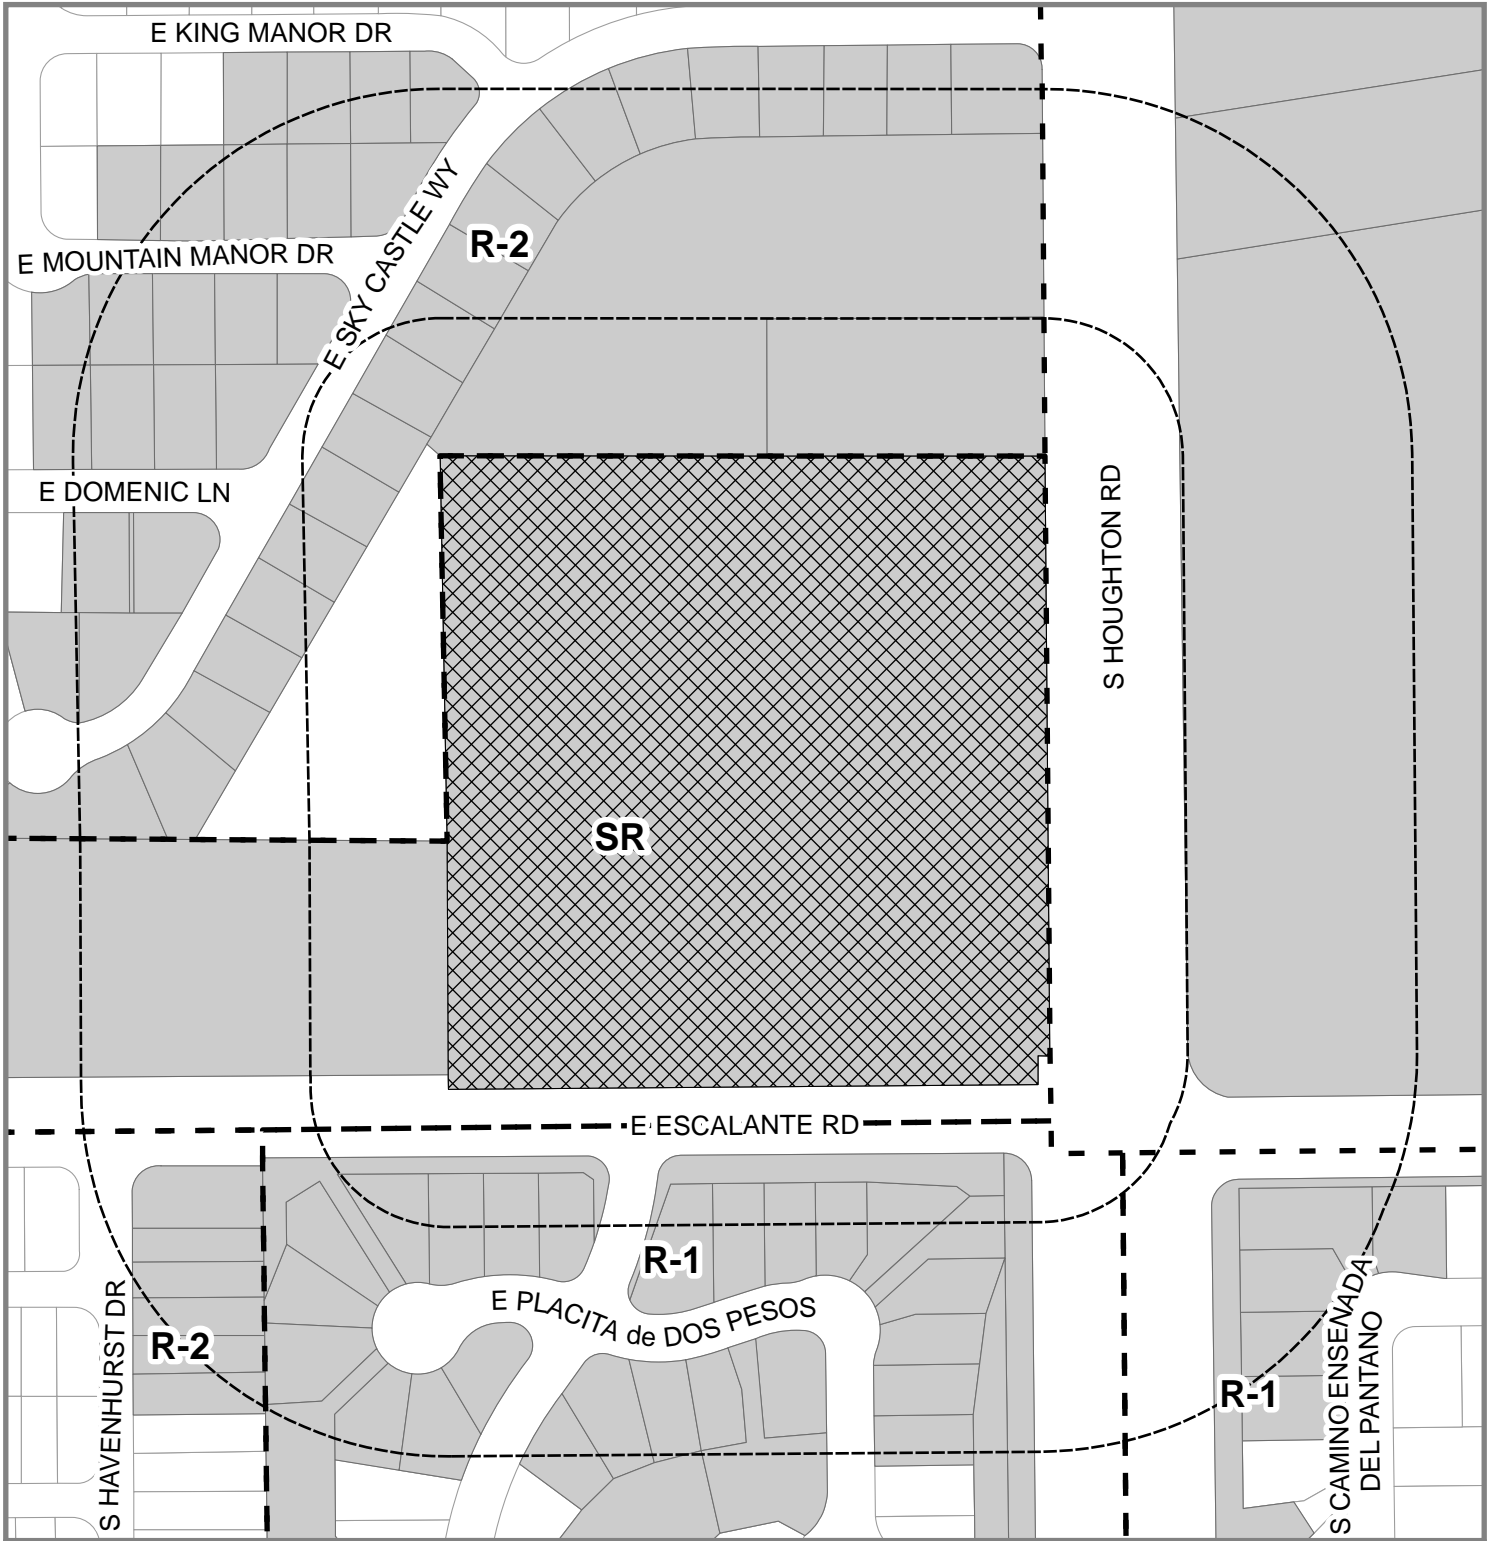 E KING MANOR DR
E SKY CASTLE WY
R-2
E MOUNTAIN MANOR DR
E DOMENIC LN
S HOUGHTON RD
SR
E ESCALANTE RD
R-1
E PLACITA de DOS PESOS
S HAVENHURST DR
R-2
R-1
S CAMINO ENSENADA
DEL PANTANO